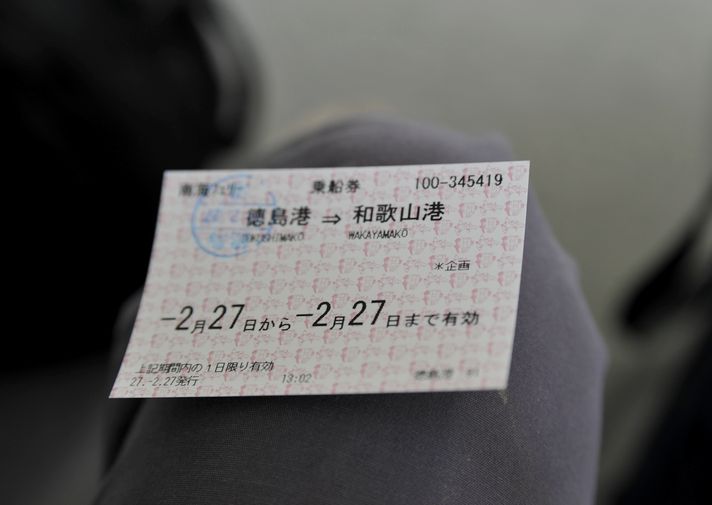 南海フェリー 乗船券 100-345419
徳島港 ⇒ 和歌山港
TOKUSHIMAKO WAKAYAMAKO
*企画
-2月27日から-2月27日まで有効
上記期間内の1日限り有効
27.-2.27発行 13:02 徳島港